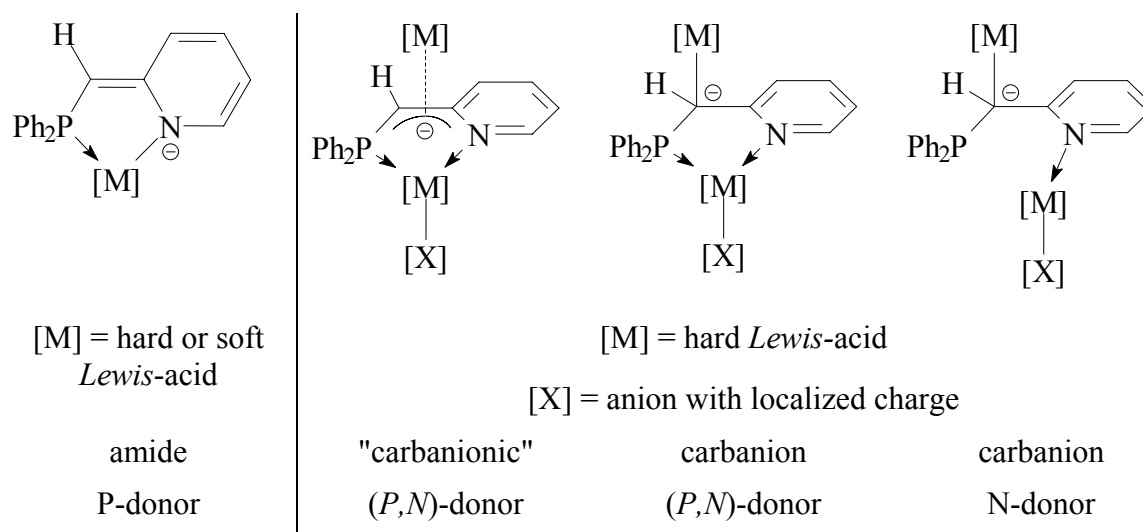 H
Ph2P
N
⊖
[M]
[M]
H
⊖
Ph2P
N
[M]
[X]
[M]
H
⊖
Ph2P
N
[M]
[X]
[M]
H
⊖
Ph2P
N
[M]
[X]
[M] = hard or soft
Lewis-acid
amide
P-donor
[M] = hard Lewis-acid
[X] = anion with localized charge
"carbanionic" carbanion carbanion
(P,N)-donor (P,N)-donor N-donor